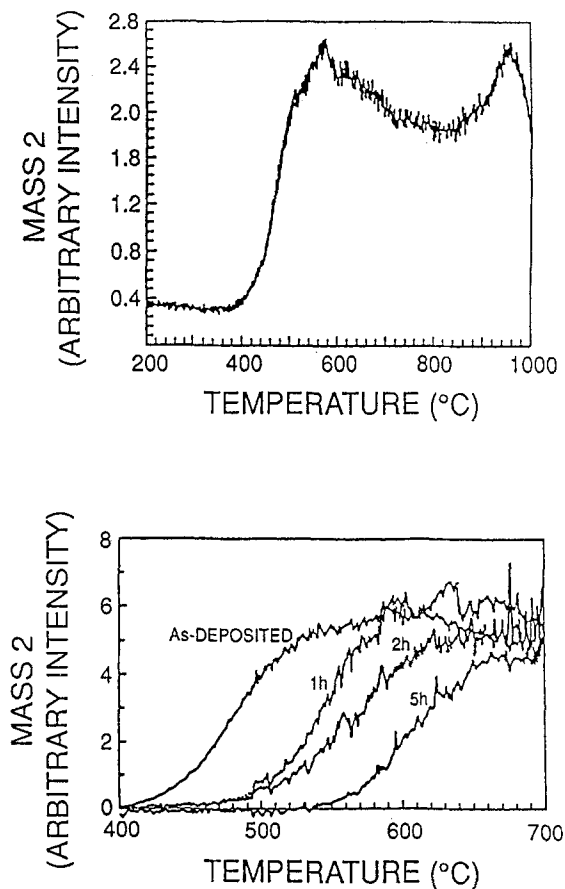 MASS 2
(ARBITRARY INTENSITY)
2.8
2.4
2.0
1.8
1.2
0.8
0.4
200 400 600 800 1000
TEMPERATURE (°C)
MASS 2
(ARBITRARY INTENSITY)
8
6
4
2
0
As-DEPOSITED
1h
2h
5h
400 500 600 700
TEMPERATURE (°C)